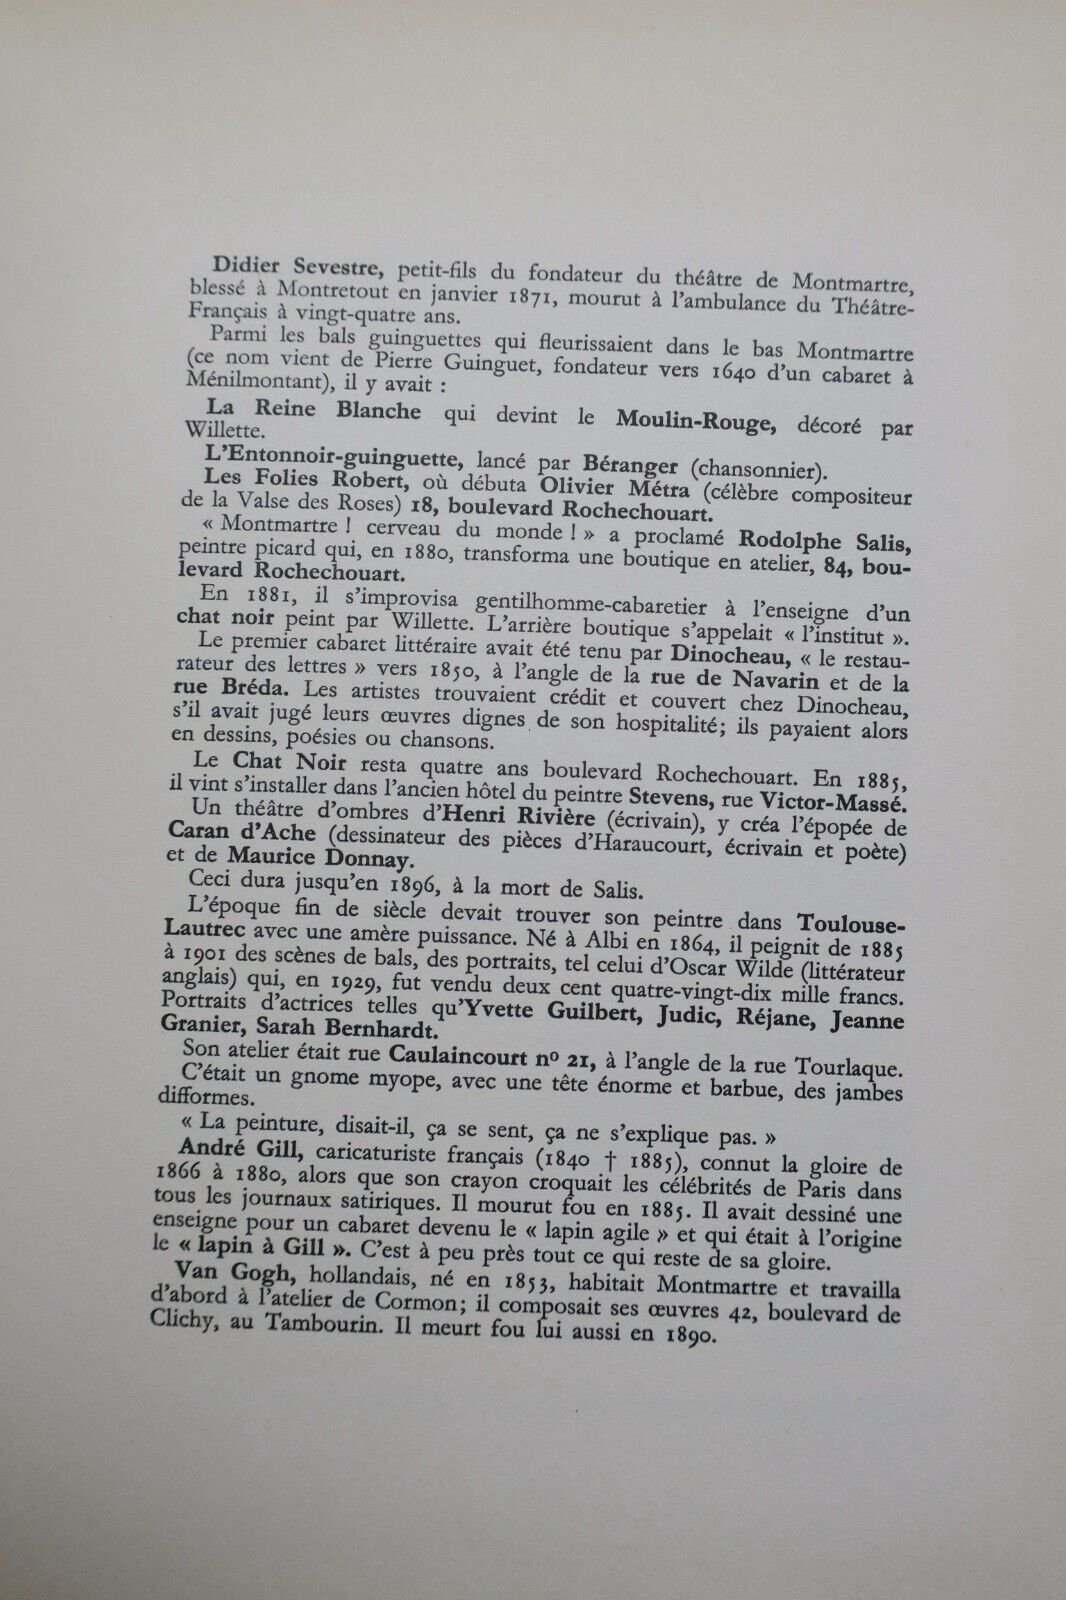 Didier Sevestre, petit-fils du fondateur du théâtre de Montmartre,
blessé à Montretout en janvier 1871, mourut à l'ambulance du Théâtre-
Français à vingt-quatre ans.
Parmi les bals guinguettes qui fleurissaient dans le bas Montmartre
(ce nom vient de Pierre Guinguet, fondateur vers 1640 d'un cabaret à
Ménilmontant), il y avait :
La Reine Blanche qui devint le Moulin-Rouge, décoré par
Willette.
L'Entonnoir-guinguette, lancé par Béranger (chansonnier).
Les Folies Robert, où débuta Olivier Métra (célèbre compositeur
de la Valse des Roses) 18, boulevard Rochechouart.
« Montmartre ! cerveau du monde ! » a proclamé Rodolphe Salis,
peintre picard qui, en 1880, transforma une boutique en atelier, 84, bou-
levard Rochechouart.
En 1881, il s'improvisa gentilhomme-cabaretier à l'enseigne d'un
chat noir peint par Willette. L'arrière boutique s'appelait « l'institut ».
Le premier cabaret littéraire avait été tenu par Dinocheau, « le restau-
rateur des lettres » vers 1850, à l'angle de la rue de Navarin et de la
rue Bréda. Les artistes trouvaient crédit et couvert chez Dinocheau,
s'il avait jugé leurs œuvres dignes de son hospitalité; ils payaient alors
en dessins, poésies ou chansons.
Le Chat Noir resta quatre ans boulevard Rochechouart. En 1885,
il vint s'installer dans l'ancien hôtel du peintre Stevens, rue Victor-Massé.
Un théâtre d'ombres d'Henri Rivière (écrivain), y créa l'épopée de
Caran d'Ache (dessinateur des pièces d'Haraucourt, écrivain et poète)
et de Maurice Donnay.
Ceci dura jusqu'en 1896, à la mort de Salis.
L'époque fin de siècle devait trouver son peintre dans Toulouse-
Lautrec avec une amère puissance. Né à Albi en 1864, il peignit de 1885
à 1901 des scènes de bals, des portraits, tel celui d'Oscar Wilde (littérateur
anglais) qui, en 1929, fut vendu deux cent quatre-vingt-dix mille francs.
Portraits d'actrices telles qu'Yvette Guilbert, Judic, Réjane, Jeanne
Granier, Sarah Bernhardt.
Son atelier était rue Caulaincourt nº 21, à l'angle de la rue Tourlaque.
C'était un gnome myope, avec une tête énorme et barbue, des jambes
difformes.
« La peinture, disait-il, ça se sent, ça ne s'explique pas. »
André Gill, caricaturiste français (1840 † 1885), connut la gloire de
1866 à 1880, alors que son crayon croquait les célébrités de Paris dans
tous les journaux satiriques. Il mourut fou en 1885. Il avait dessiné une
enseigne pour un cabaret devenu le « lapin agile » et qui était à l'origine
le « lapin à Gill ». C'est à peu près tout ce qui reste de sa gloire.
Van Gogh, hollandais, né en 1853, habitait Montmartre et travailla
d'abord à l'atelier de Cormon; il composait ses œuvres 42, boulevard de
Clichy, au Tambourin. Il meurt fou lui aussi en 1890.